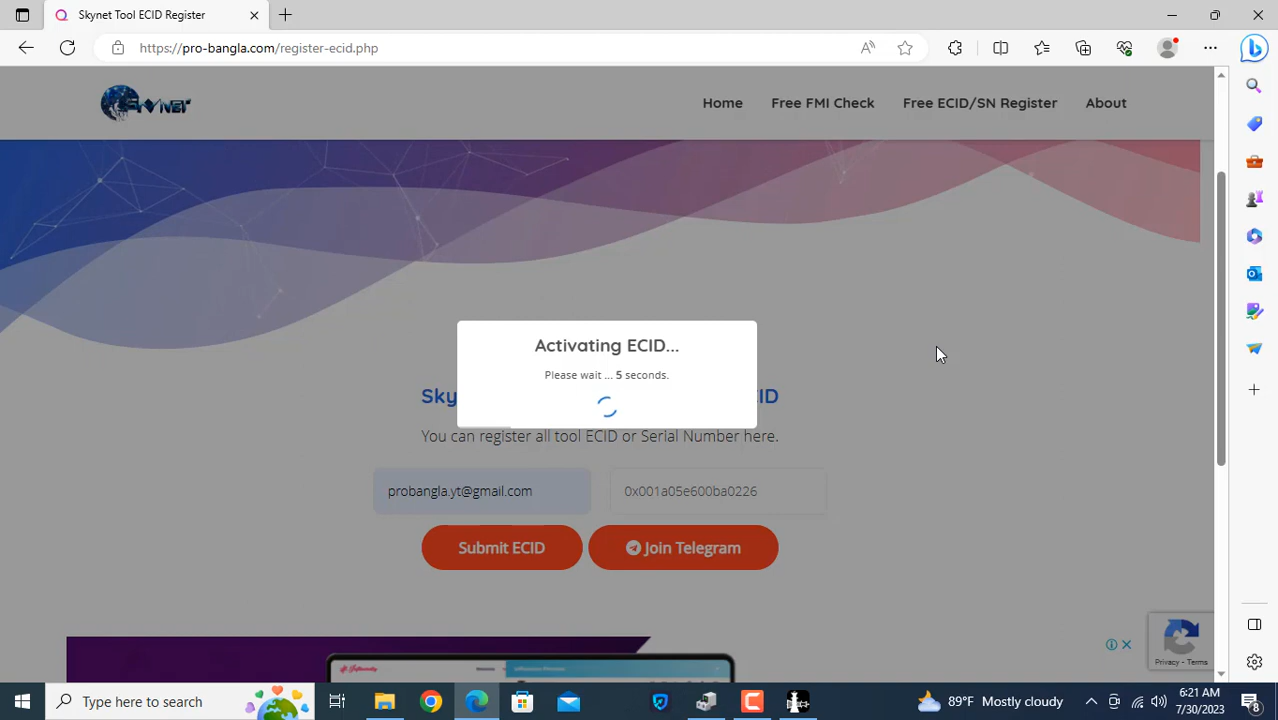 Skynet Tool ECID Register
https://pro-bangla.com/register-ecid.php
Home
Free FMI Check
Free ECID/SN Register
About
Activating ECID...
Please wait ... 5 seconds.
Sky
ID
You can register all tool ECID or Serial Number here.
probangla.yt@gmail.com
0x001a05e600ba0226
Submit ECID
Join Telegram
Privacy - Terms
Type here to search
89°F Mostly cloudy
6:21 AM
7/30/2023
8